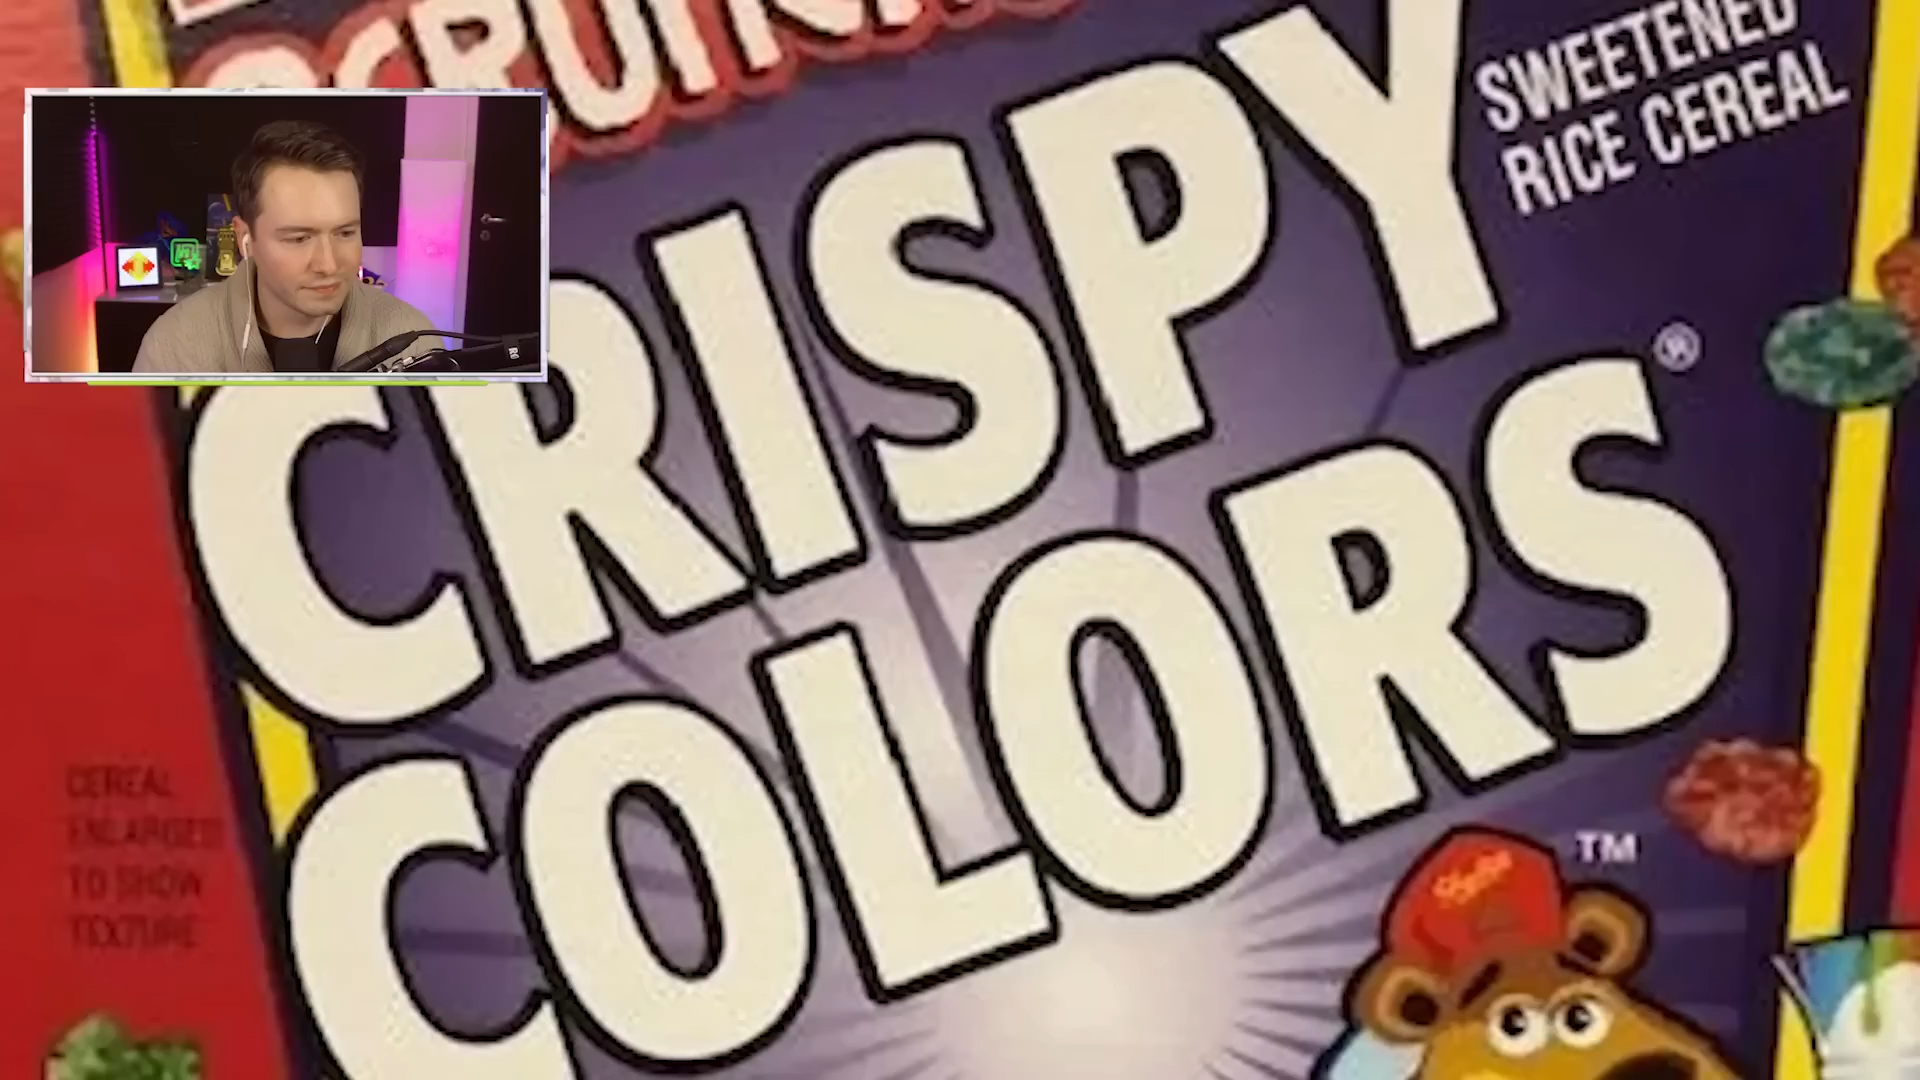 SWEETENED
RICE CEREAL
CRISPY
COLORS®
TM
CEREAL
ENLARGED
TO SHOW
TEXTURE